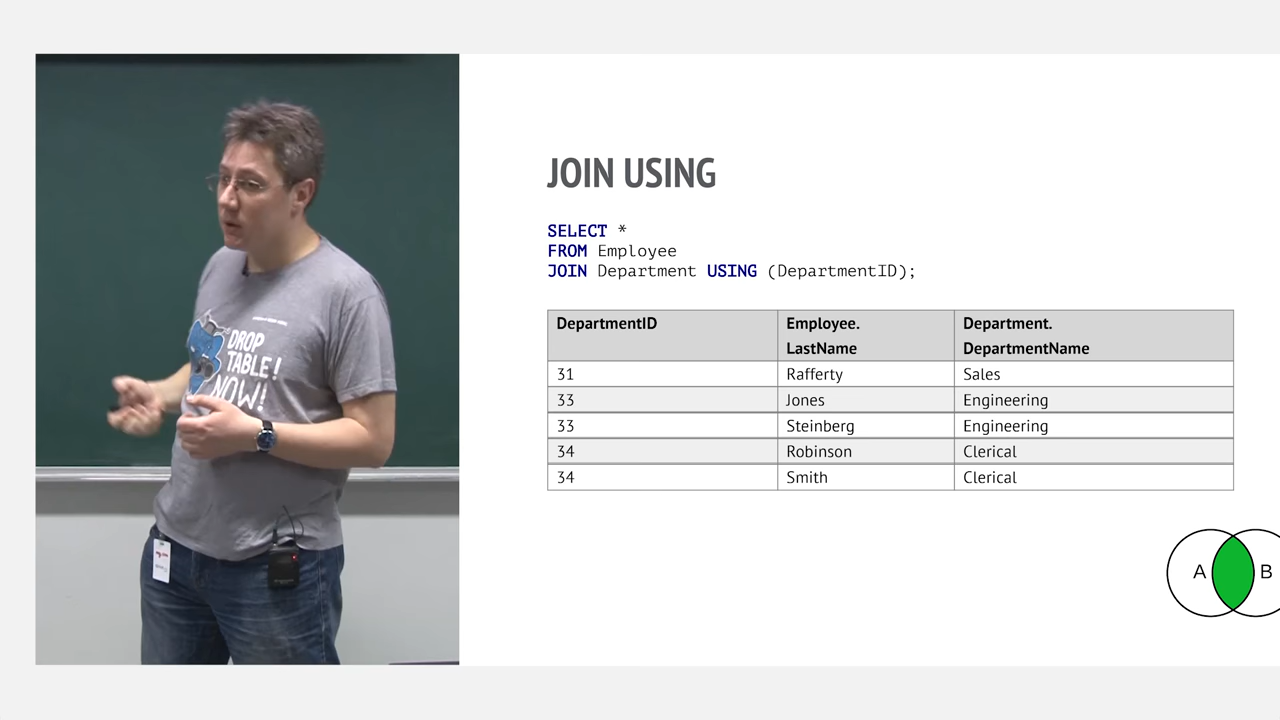 DROP
TABLE!
NOW!
JOIN USING
SELECT *
FROM Employee
JOIN Department USING (DepartmentID);
DepartmentID Employee. LastName Department. DepartmentName
31 Rafferty Sales
33 Jones Engineering
33 Steinberg Engineering
34 Robinson Clerical
34 Smith Clerical
A B